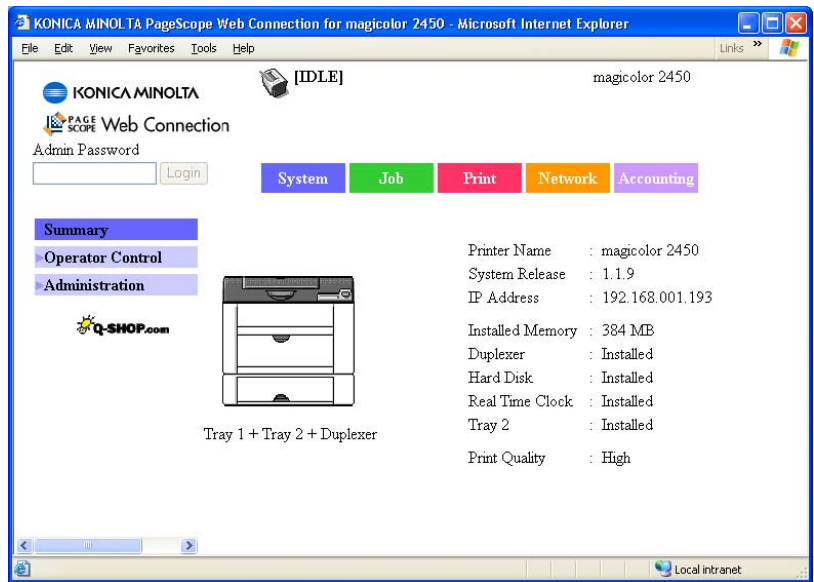 KONICA MINOLTA PageScope Web Connection for magicolor 2450 - Microsoft Internet Explorer
File Edit View Favorites Tools Help Links »
KONICA MINOLTA
[IDLE] magicolor 2450
PAGE SCOPE Web Connection
Admin Password
Login
System Job Print Network Accounting
Summary
Operator Control
Administration
Q-SHOP.com
Tray 1 + Tray 2 + Duplexer
Printer Name : magicolor 2450
System Release : 1.1.9
IP Address : 192.168.001.193
Installed Memory : 384 MB
Duplexer : Installed
Hard Disk : Installed
Real Time Clock : Installed
Tray 2 : Installed
Print Quality : High
Local intranet